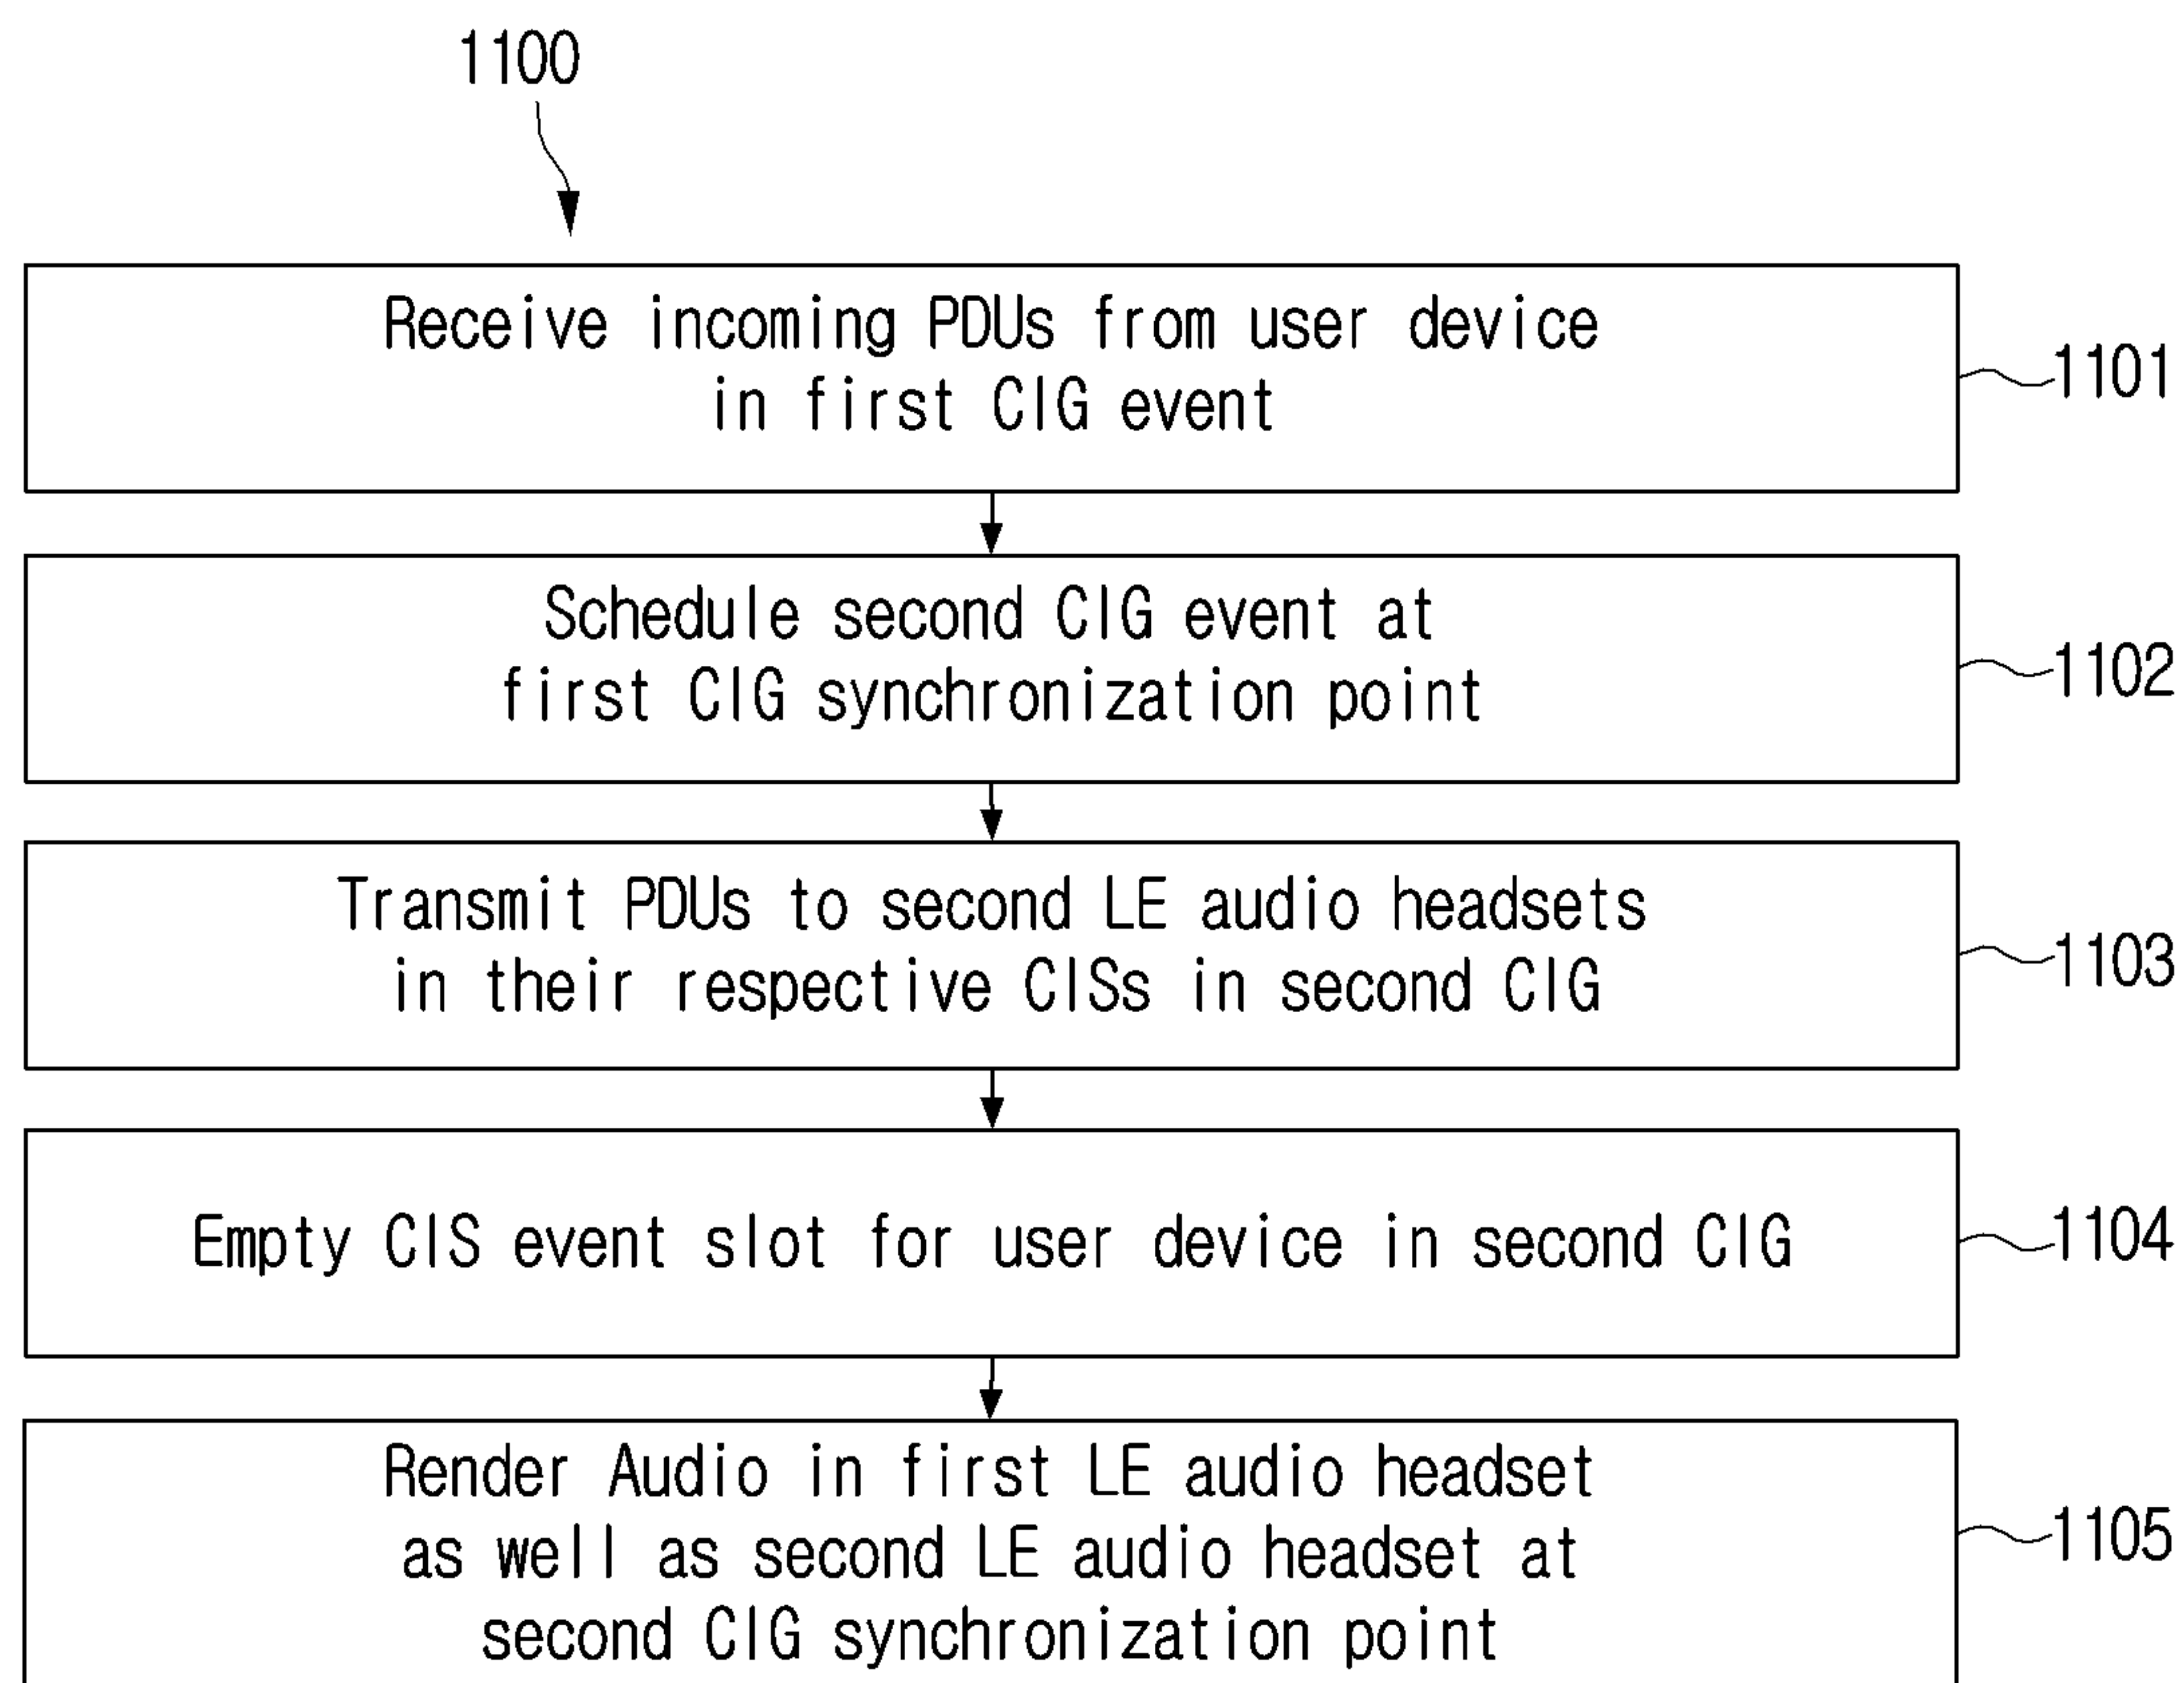 1100
Receive incoming PDUs from user device
in first CIG event
1101
Schedule second CIG event at
first CIG synchronization point
1102
Transmit PDUs to second LE audio headsets
in their respective CISs in second CIG
1103
Empty CIS event slot for user device in second CIG
1104
Render Audio in first LE audio headset
as well as second LE audio headset at
second CIG synchronization point
1105